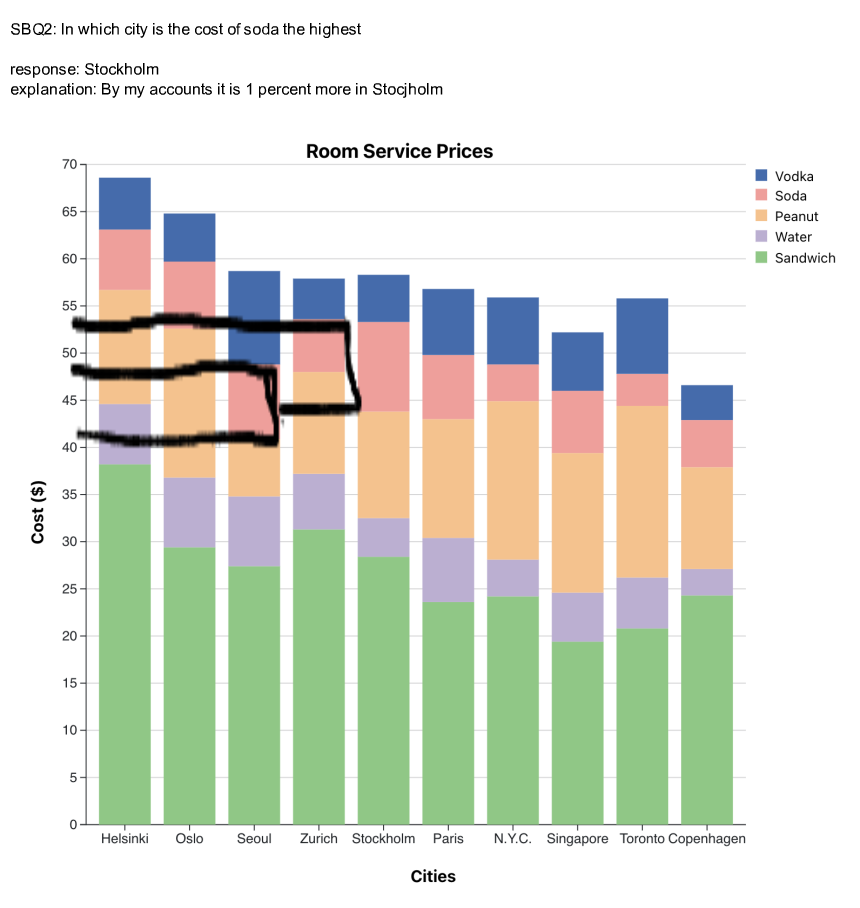 SBQ2: In which city is the cost of soda the highest
response: Stockholm
explanation: By my accounts it is 1 percent more in Stocjholm
Room Service Prices
70
65
60
55
50
45
40
35
30
25
20
15
10
5
0
Cost ($)
Helsinki Oslo Seoul Zurich Stockholm Paris N.Y.C. Singapore Toronto Copenhagen
Cities
Vodka
Soda
Peanut
Water
Sandwich